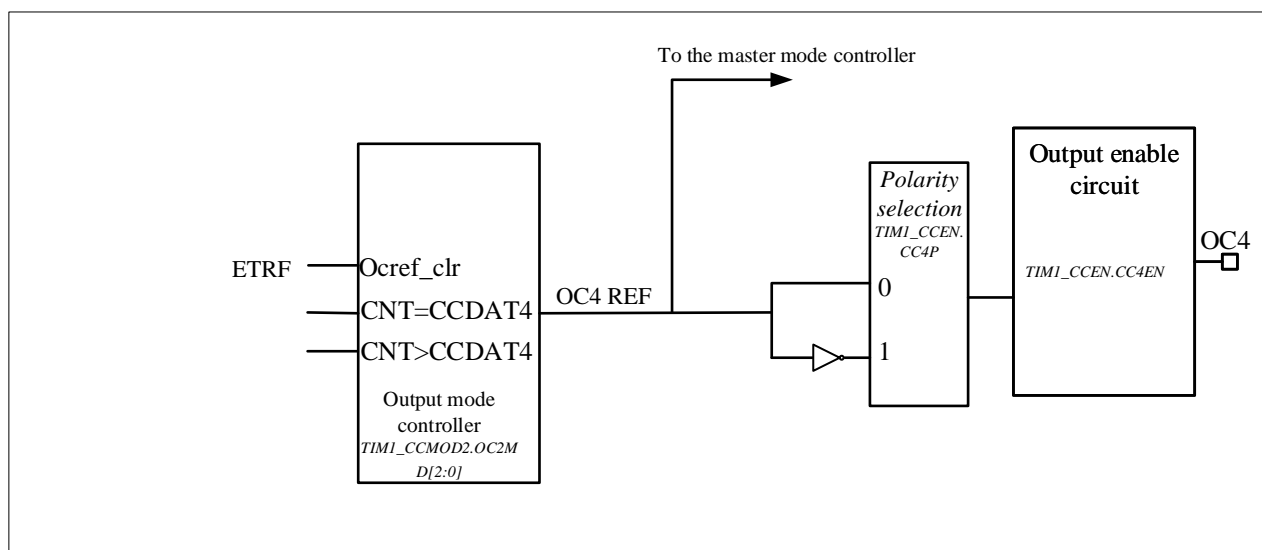 To the master mode controller
ETRF
Ocref_clr
CNT=CCDAT4
CNT>CCDAT4
Output mode
controller
TIM1_CCMOD2.OC2M
D[2:0]
OC4 REF
0
1
Polarity
selection
TIM1_CCEN.
CC4P
Output enable
circuit
TIM1_CCEN.CC4EN
OC4